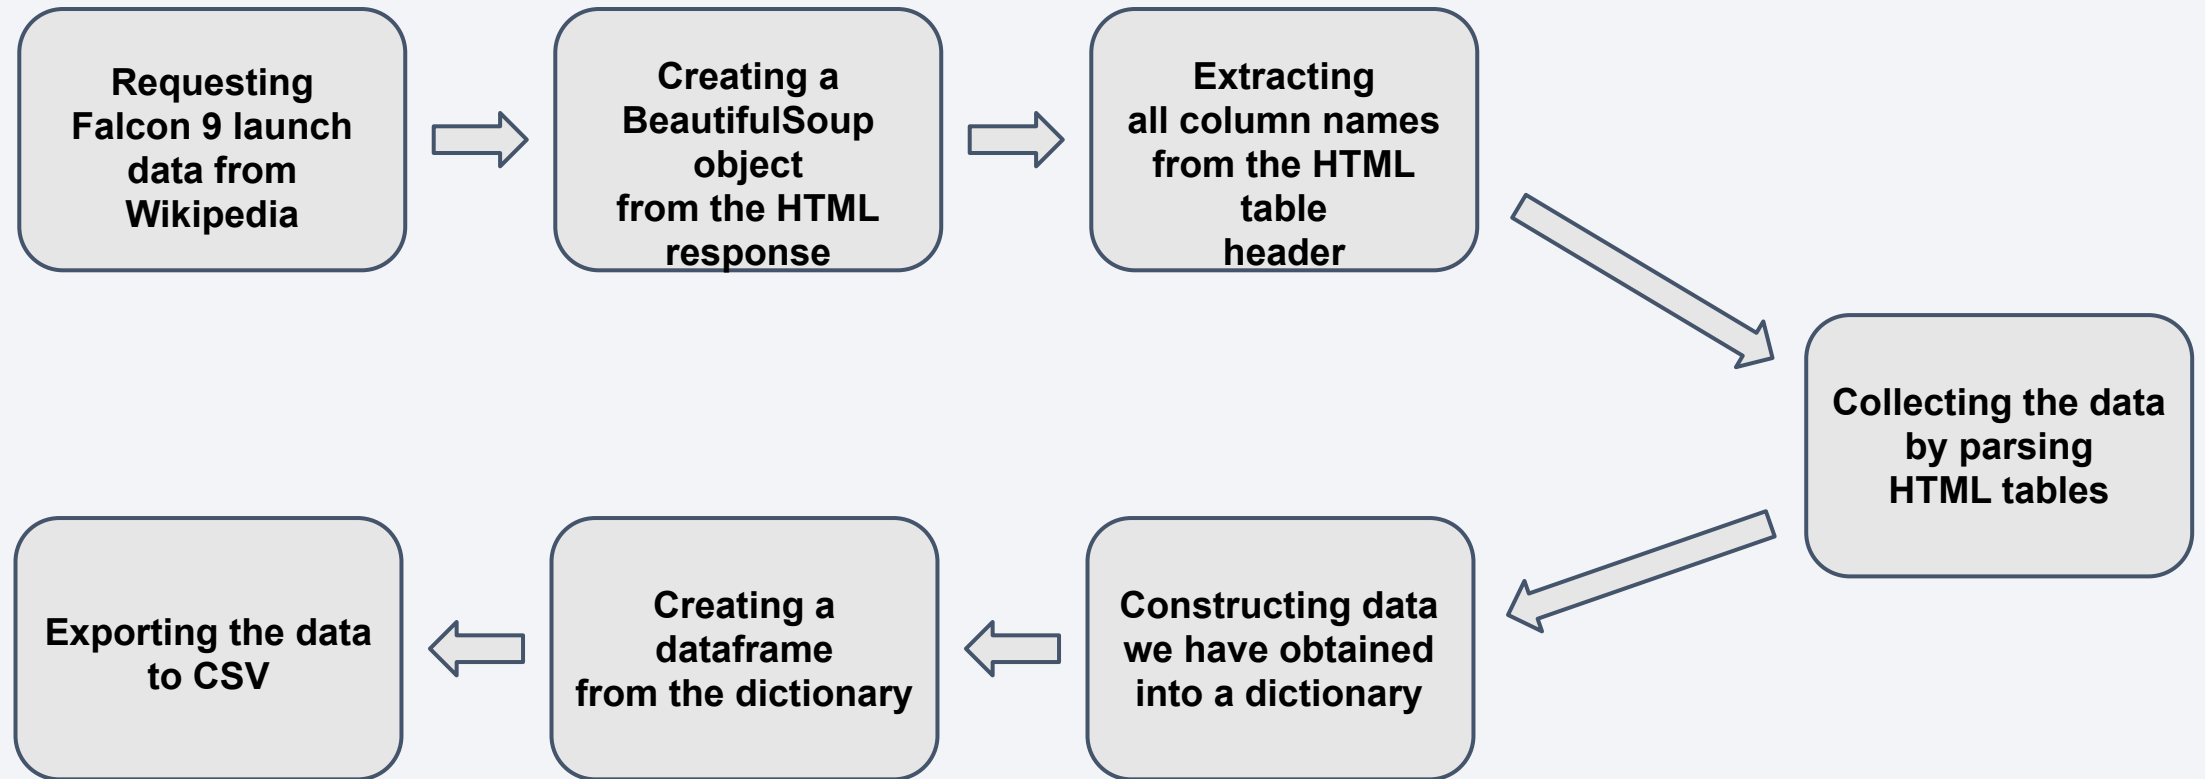 Requesting
Falcon 9 launch
data from
Wikipedia
Creating a
BeautifulSoup
object
from the HTML
response
Extracting
all column names
from the HTML
table
header
Collecting the data
by parsing
HTML tables
Constructing data
we have obtained
into a dictionary
Creating a
dataframe
from the dictionary
Exporting the data
to CSV